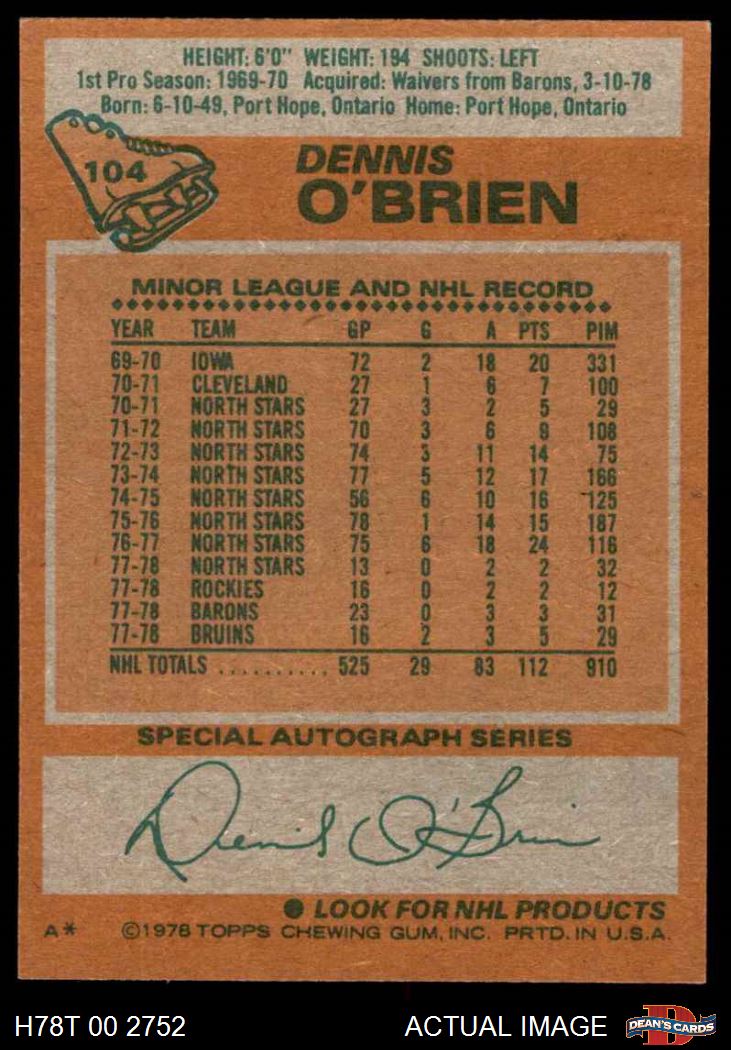 HEIGHT: 6'0" WEIGHT: 194 SHOOTS: LEFT
1st Pro Season: 1969-70 Acquired: Waivers from Barons, 3-10-78
Born: 6-10-49, Port Hope, Ontario Home: Port Hope, Ontario
104
DENNIS
O'BRIEN
MINOR LEAGUE AND NHL RECORD
YEAR TEAM GP G A PTS PIM
69-70 IOWA 72 2 18 20 331
70-71 CLEVELAND 27 1 6 7 100
70-71 NORTH STARS 27 3 2 5 29
71-72 NORTH STARS 70 3 6 9 108
72-73 NORTH STARS 74 3 11 14 75
73-74 NORTH STARS 77 5 12 17 166
74-75 NORTH STARS 56 6 10 16 125
75-76 NORTH STARS 78 1 14 15 187
76-77 NORTH STARS 75 6 18 24 116
77-78 NORTH STARS 13 0 2 2 32
77-78 ROCKIES 16 0 2 2 12
77-78 BARONS 23 0 3 3 31
77-78 BRUINS 16 2 3 5 29
NHL TOTALS .......... 525 29 83 112 910
SPECIAL AUTOGRAPH SERIES
Dennis O'Brien
● LOOK FOR NHL PRODUCTS
A* ©1978 TOPPS CHEWING GUM, INC. PRTD. IN U.S.A.
H78T 00 2752 ACTUAL IMAGE DEAN'S CARDS